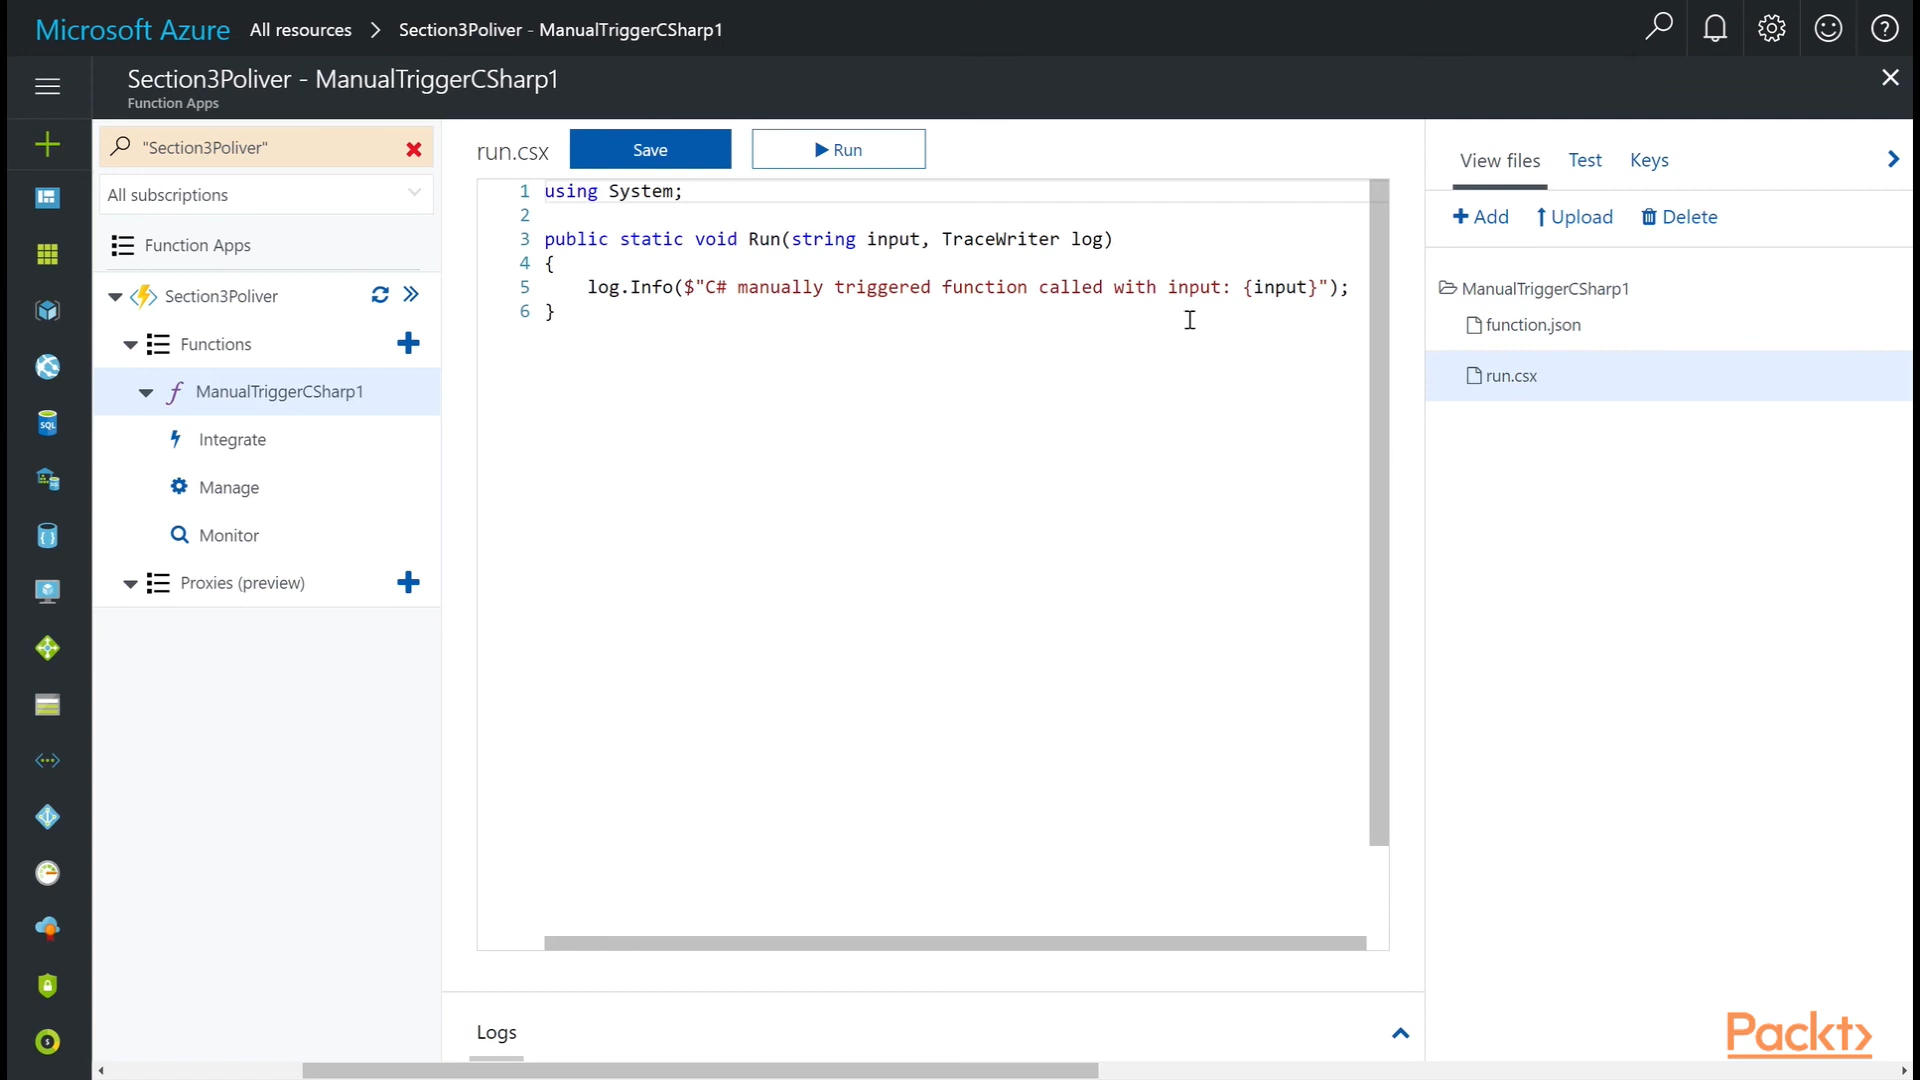 Microsoft Azure All resources > Section3Poliver - ManualTriggerCSharp1
Section3Poliver - ManualTriggerCSharp1
Function Apps
"Section3Poliver"
All subscriptions
Function Apps
Section3Poliver
Functions
ManualTriggerCSharp1
Integrate
Manage
Monitor
Proxies (preview)
run.csx Save Run
1 using System;
2
3 public static void Run(string input, TraceWriter log)
4 {
5 log.Info($"C# manually triggered function called with input: {input}");
6 }
Logs
View files Test Keys
Add Upload Delete
ManualTriggerCSharp1
function.json
run.csx
SQL
Packt>